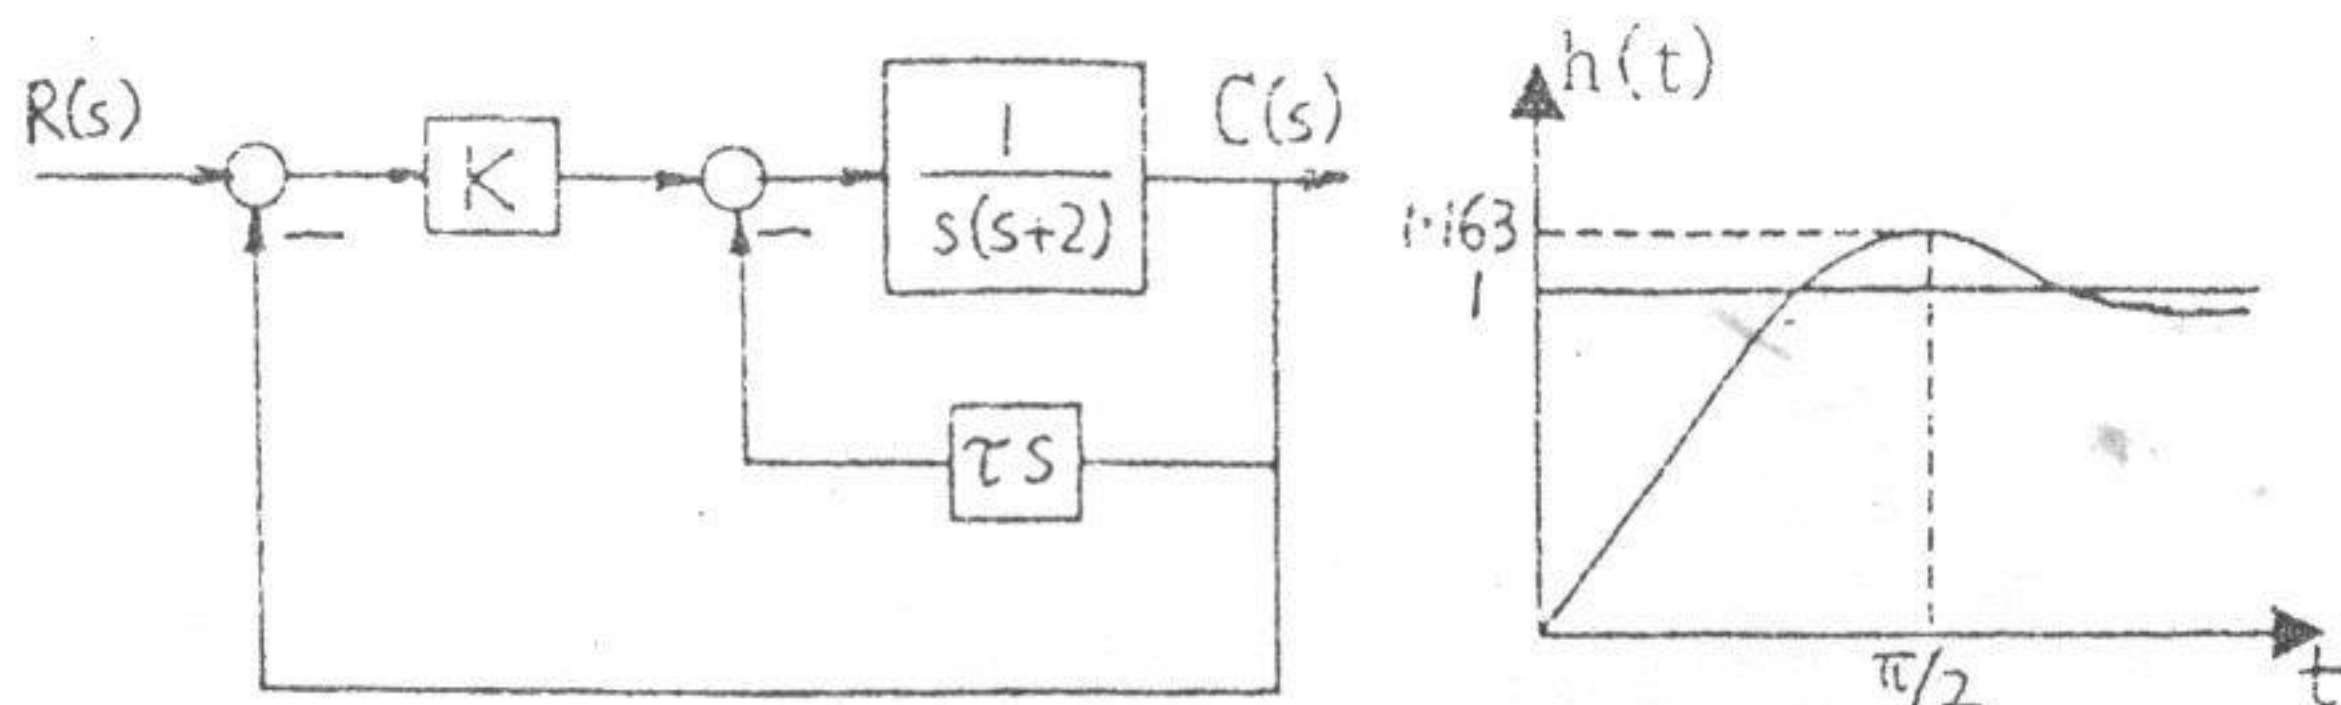 R(s)
K
1
s(s+2)
C(s)
τs
−
−
h(t)
1.163
1
π/2
t